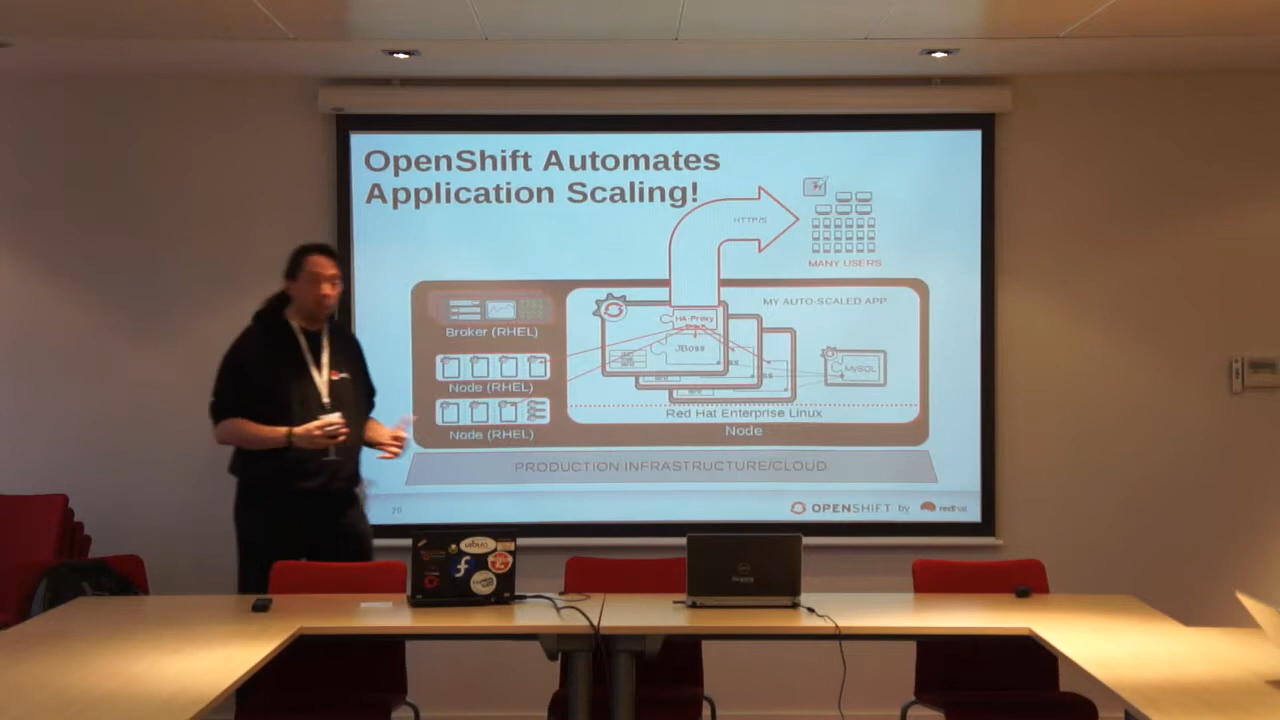 OpenShift Automates
Application Scaling!
HTTP/S
MANY USERS
MY AUTO-SCALED APP
Broker (RHEL)
HA-Proxy
JBoss
MySQL
Node (RHEL)
Node (RHEL)
Red Hat Enterprise Linux
Node
PRODUCTION INFRASTRUCTURE/CLOUD
20
OPENSHIFT by redhat
DELL